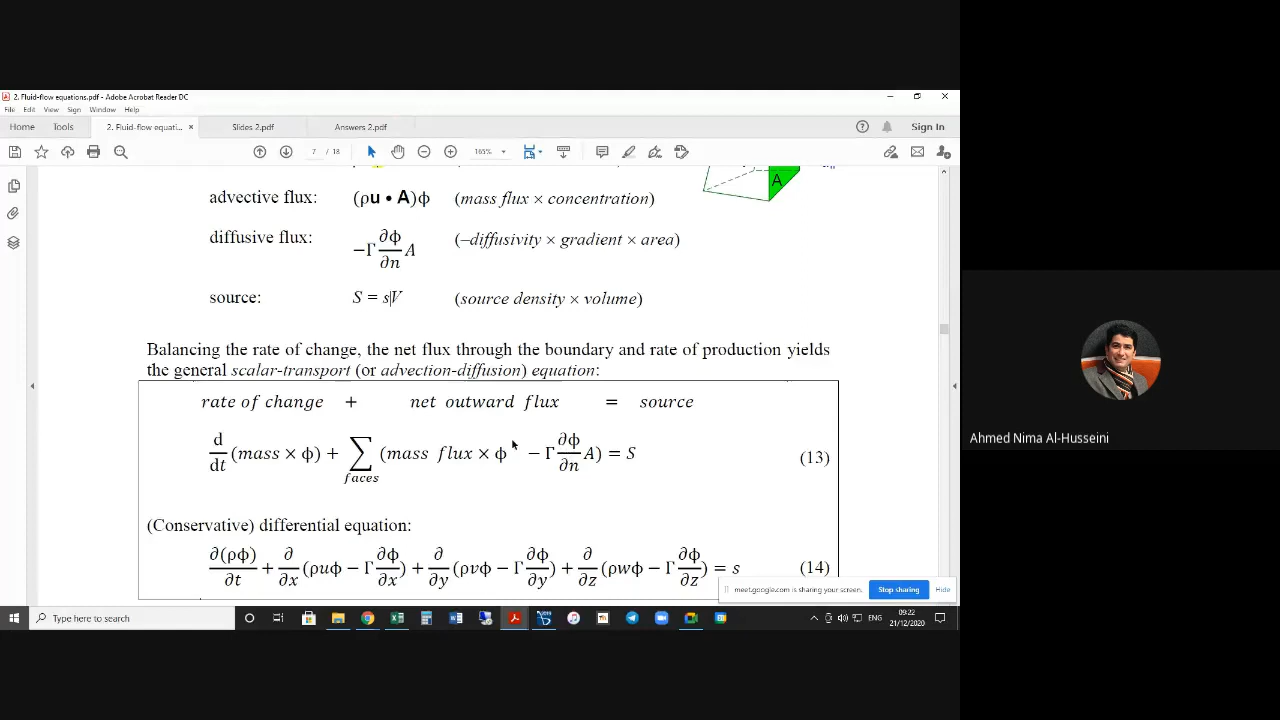 2. Fluid-flow equations.pdf - Adobe Acrobat Reader DC
File Edit View Sign Window Help
Home Tools 2. Fluid-flow equati... × Slides 2.pdf Answers 2.pdf Sign In
7 / 18 165%
A
advective flux: (ρu • A)ϕ (mass flux × concentration)
diffusive flux: −Γ ∂ϕ/∂n A (–diffusivity × gradient × area)
source: S = sV (source density × volume)
Balancing the rate of change, the net flux through the boundary and rate of production yields
the general scalar-transport (or advection-diffusion) equation:
rate of change + net outward flux = source
d/dt (mass × ϕ) + ∑faces (mass flux × ϕ − Γ ∂ϕ/∂n A) = S (13)
(Conservative) differential equation:
∂(ρϕ)/∂t + ∂/∂x (ρuϕ − Γ ∂ϕ/∂x) + ∂/∂y (ρvϕ − Γ ∂ϕ/∂y) + ∂/∂z (ρwϕ − Γ ∂ϕ/∂z) = s (14)
meet.google.com is sharing your screen. Stop sharing Hide
Type here to search
ENG
09:22
21/12/2020
Ahmed Nima Al-Husseini